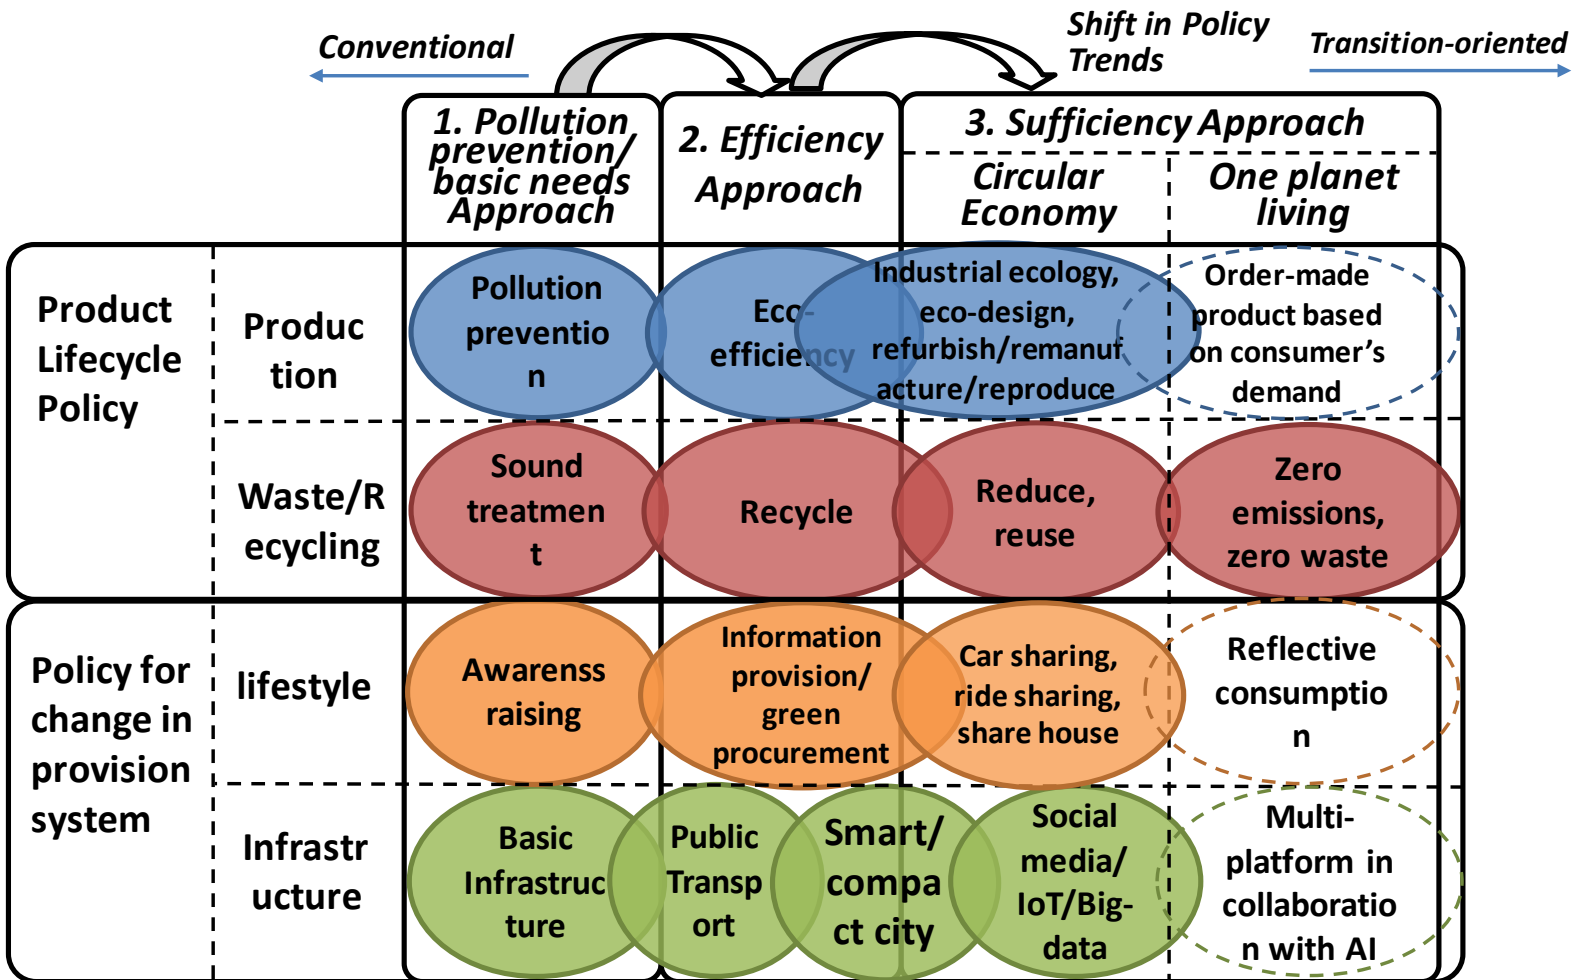 Conventional
Shift in Policy
Trends
Transition-oriented
1. Pollution
prevention/
basic needs
Approach
2. Efficiency
Approach
3. Sufficiency Approach
Circular
Economy
One planet
living
Product
Lifecycle
Policy
Produc
tion
Pollution
preventio
n
Eco-
efficiency
Industrial ecology,
eco-design,
refurbish/remanuf
acture/reproduce
Order-made
product based
on consumer’s
demand
Waste/R
ecycling
Sound
treatmen
t
Recycle
Reduce,
reuse
Zero
emissions,
zero waste
Policy for
change in
provision
system
lifestyle
Awarenss
raising
Information
provision/
green
procurement
Car sharing,
ride sharing,
share house
Reflective
consumptio
n
Infrastr
ucture
Basic
Infrastruc
ture
Public
Transp
ort
Smart/
compa
ct city
Social
media/
IoT/Big-
data
Multi-
platform in
collaboratio
n with AI